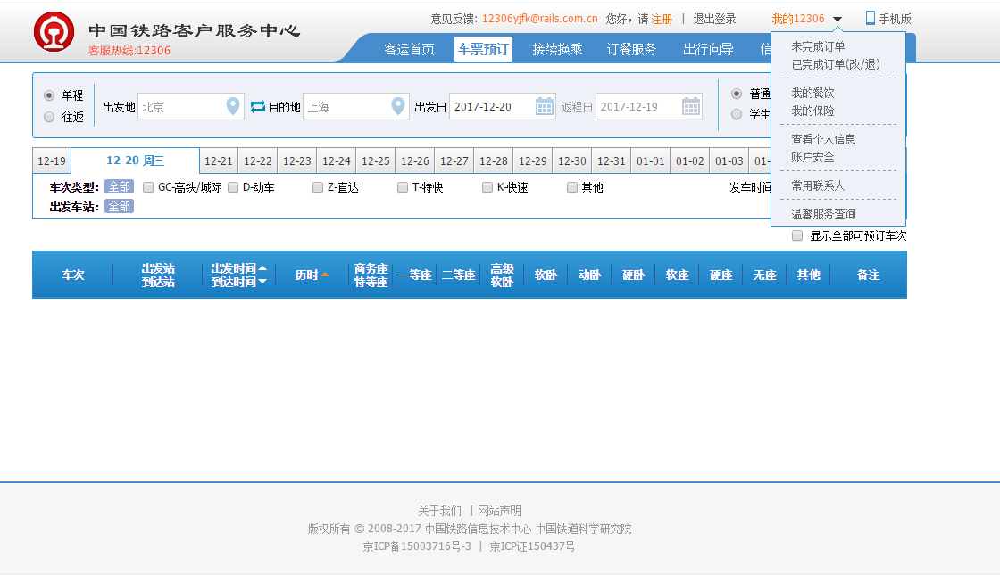 意见反馈: 12306yjfk@rails.com.cn 您好，请 注册 | 退出登录 我的12306 手机版
中国铁路客户服务中心
客服热线:12306
客运首页 车票预订 接续换乘 订餐服务 出行向导 信
未完成订单
已完成订单(改/退)
我的餐饮
我的保险
查看个人信息
账户安全
常用联系人
温馨服务查询
单程
往返
出发地 北京 目的地 上海 出发日 2017-12-20 返程日 2017-12-19
普通
学生
12-19 12-20 周三 12-21 12-22 12-23 12-24 12-25 12-26 12-27 12-28 12-29 12-30 12-31 01-01 01-02 01-03 01-
车次类型: 全部 GC-高铁/城际 D-动车 Z-直达 T-特快 K-快速 其他 发车时间
出发车站: 全部
显示全部可预订车次
车次 出发站 到达站 出发时间 到达时间 历时 商务座 特等座 一等座 二等座 高级 软卧 软卧 动卧 硬卧 软座 硬座 无座 其他 备注
关于我们 | 网站声明
版权所有 © 2008-2017 中国铁路信息技术中心 中国铁道科学研究院
京ICP备15003716号-3 | 京ICP证150437号